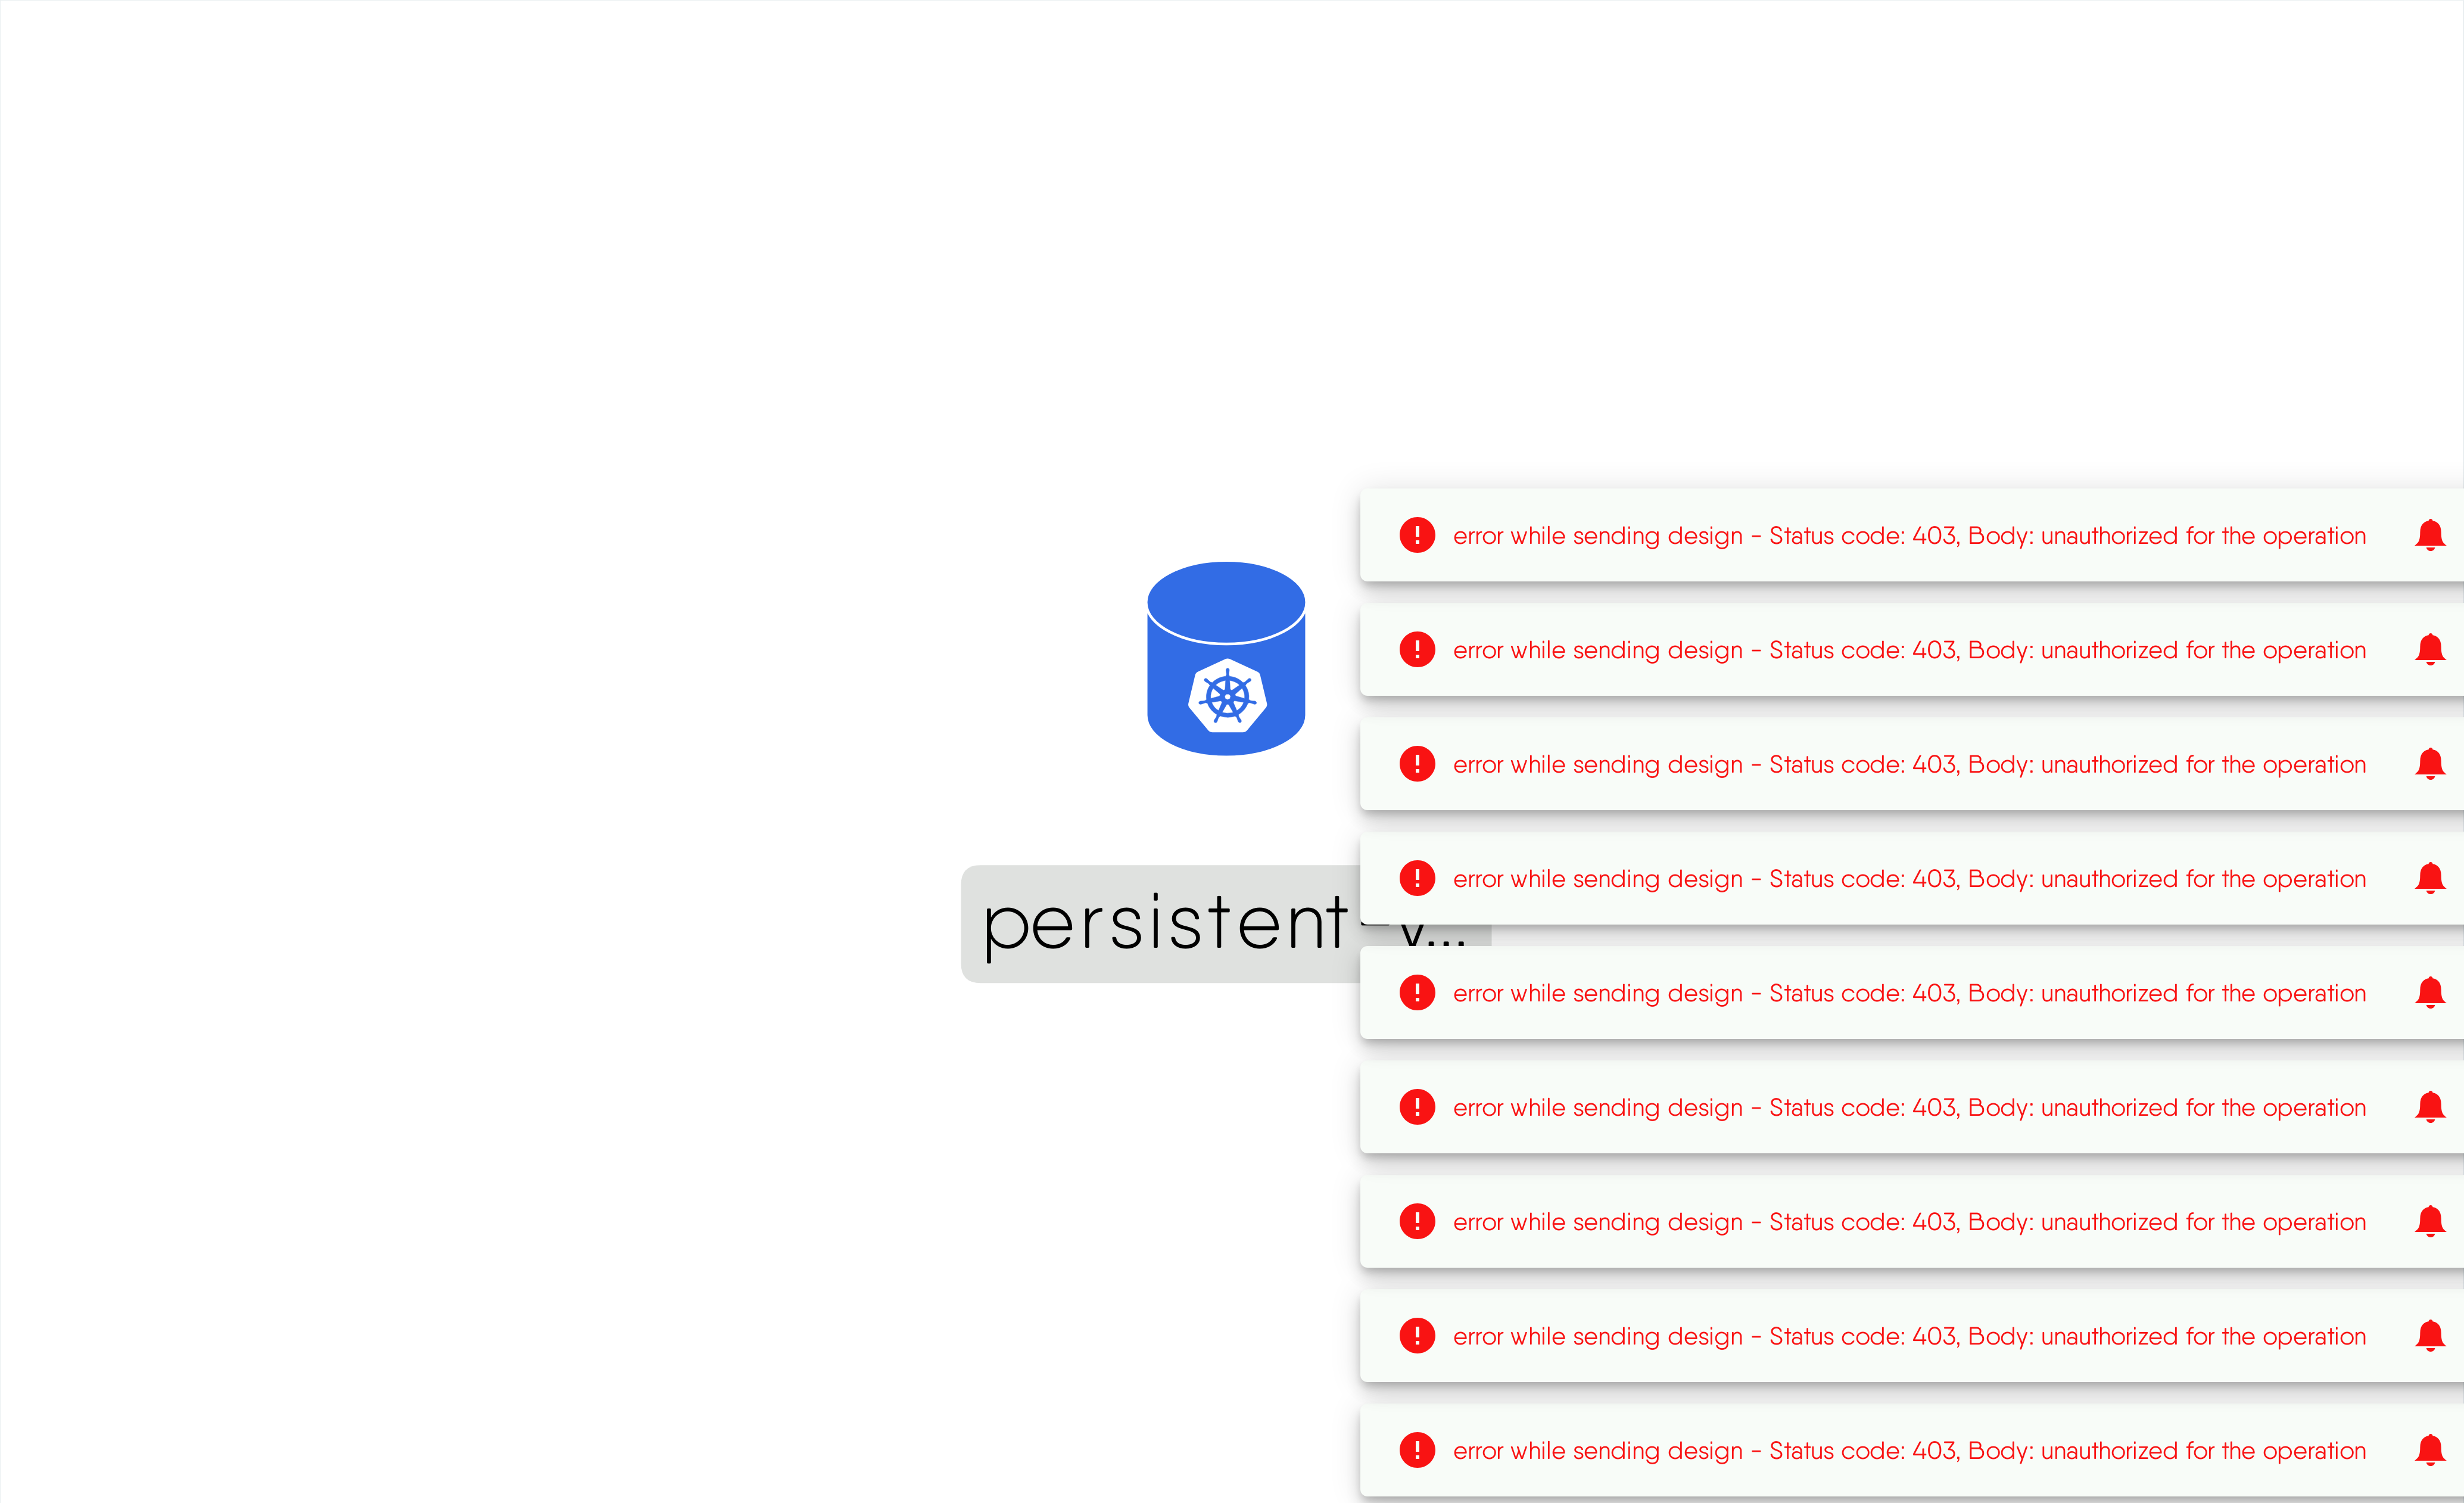 error while sending design - Status code: 403, Body: unauthorized for the operation
error while sending design - Status code: 403, Body: unauthorized for the operation
error while sending design - Status code: 403, Body: unauthorized for the operation
error while sending design - Status code: 403, Body: unauthorized for the operation
persistent-v...
error while sending design - Status code: 403, Body: unauthorized for the operation
error while sending design - Status code: 403, Body: unauthorized for the operation
error while sending design - Status code: 403, Body: unauthorized for the operation
error while sending design - Status code: 403, Body: unauthorized for the operation
error while sending design - Status code: 403, Body: unauthorized for the operation